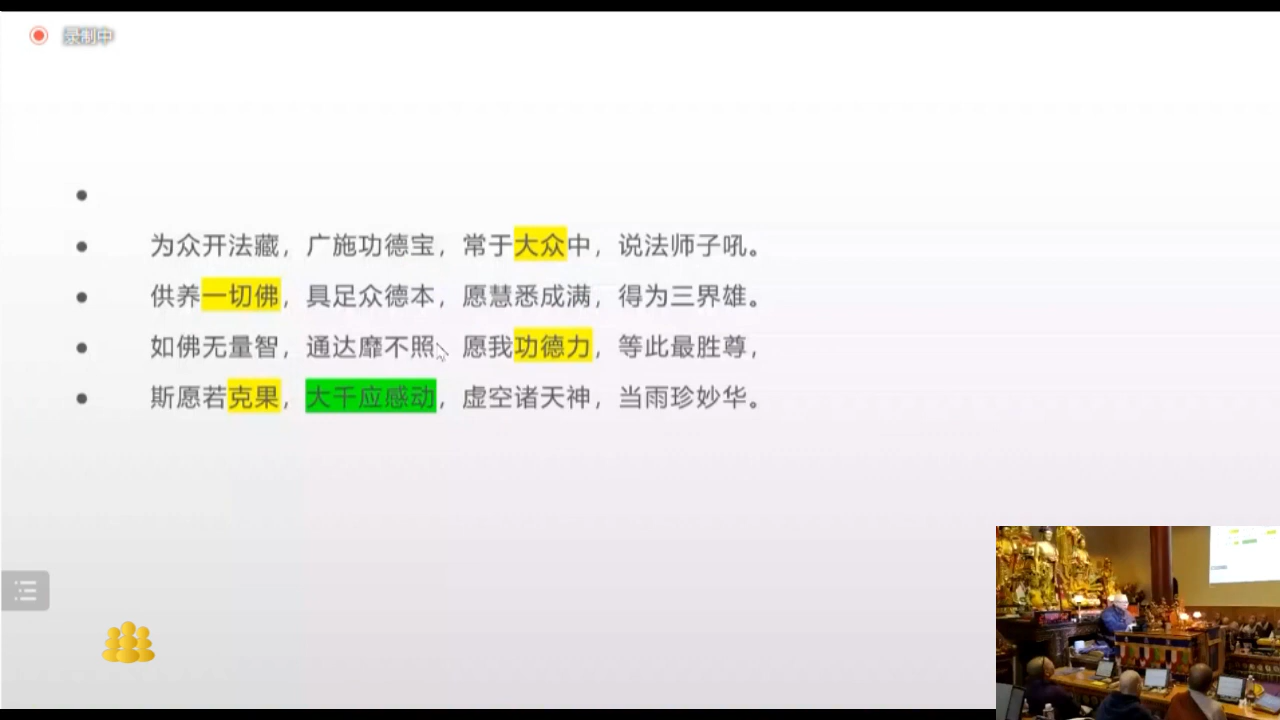 录制中
为众开法藏，广施功德宝，常于大众中，说法师子吼。
供养一切佛，具足众德本，愿慧悉成满，得为三界雄。
如佛无量智，通达靡不照，愿我功德力，等此最胜尊，
斯愿若克果，大千应感动，虚空诸天神，当雨珍妙华。